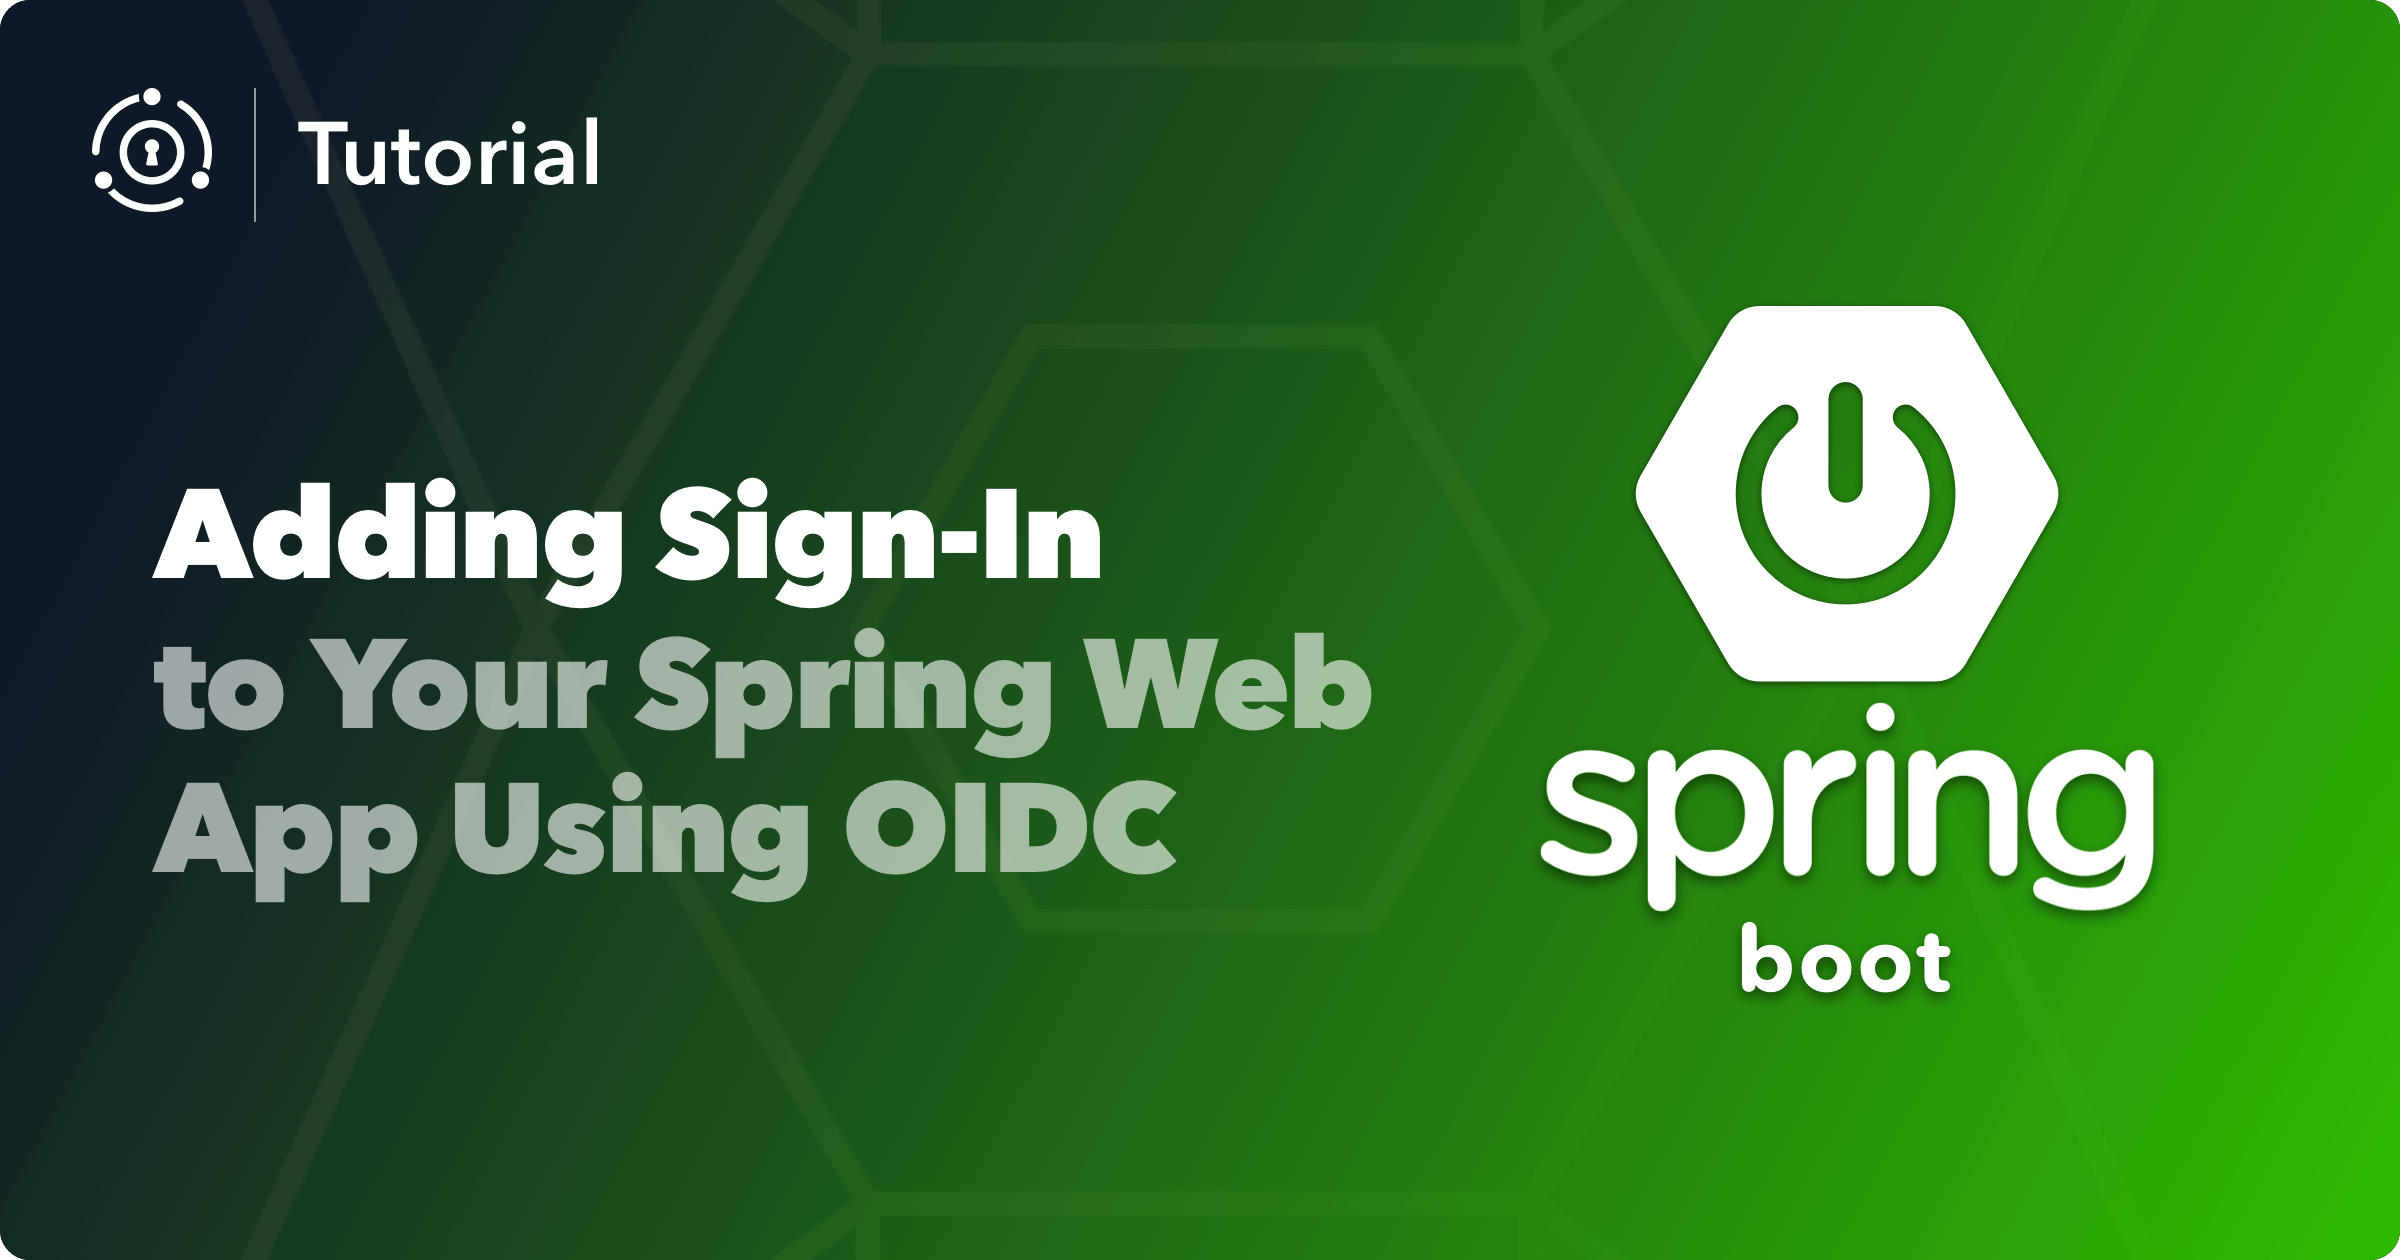 Tutorial
Adding Sign-In
to Your Spring Web
App Using OIDC
spring
boot